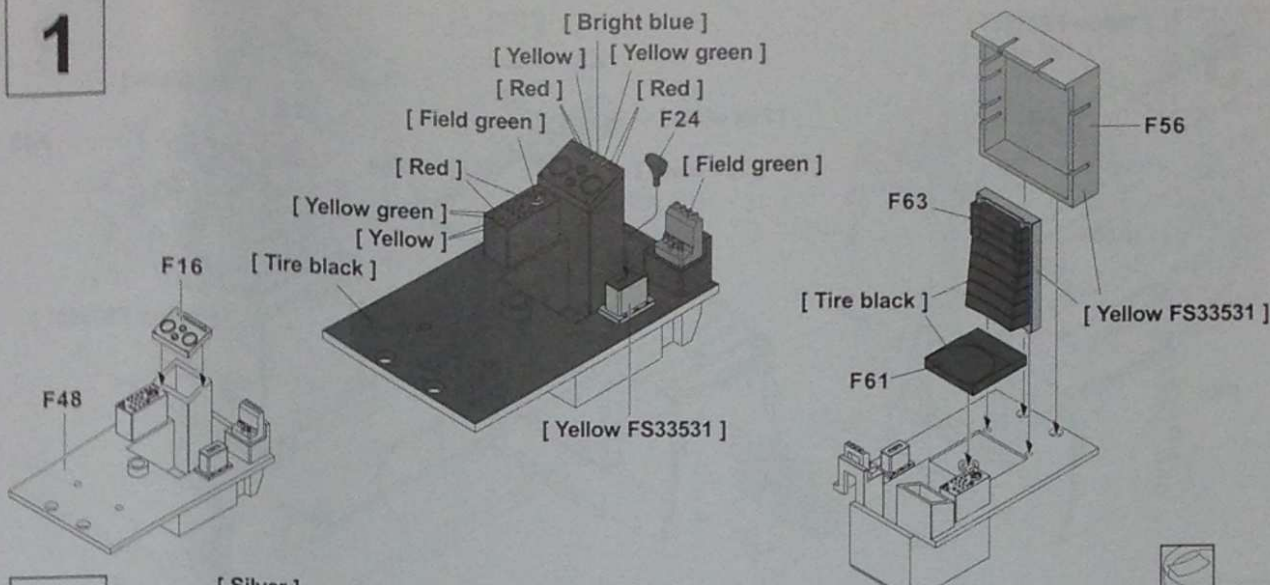 1
[ Bright blue ]
[ Yellow ] [ Yellow green ]
[ Red ] [ Red ]
[ Field green ] F24
[ Red ] [ Field green ]
[ Yellow green ]
[ Yellow ]
[ Tire black ]
F16
F48
[ Yellow FS33531 ]
F56
F63
[ Tire black ] [ Yellow FS33531 ]
F61
[ Silver ]